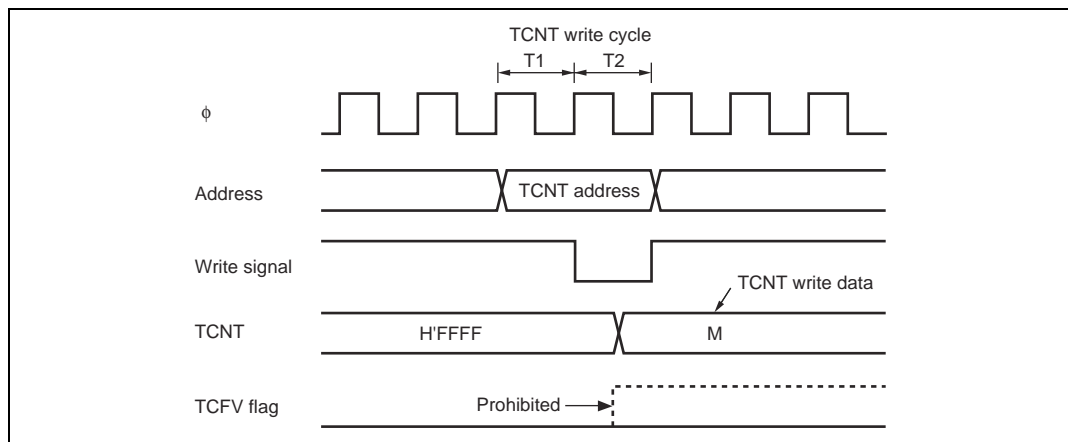 TCNT write cycle
T1 T2
ϕ
Address
TCNT address
Write signal
TCNT write data
TCNT
H'FFFF
M
TCFV flag
Prohibited